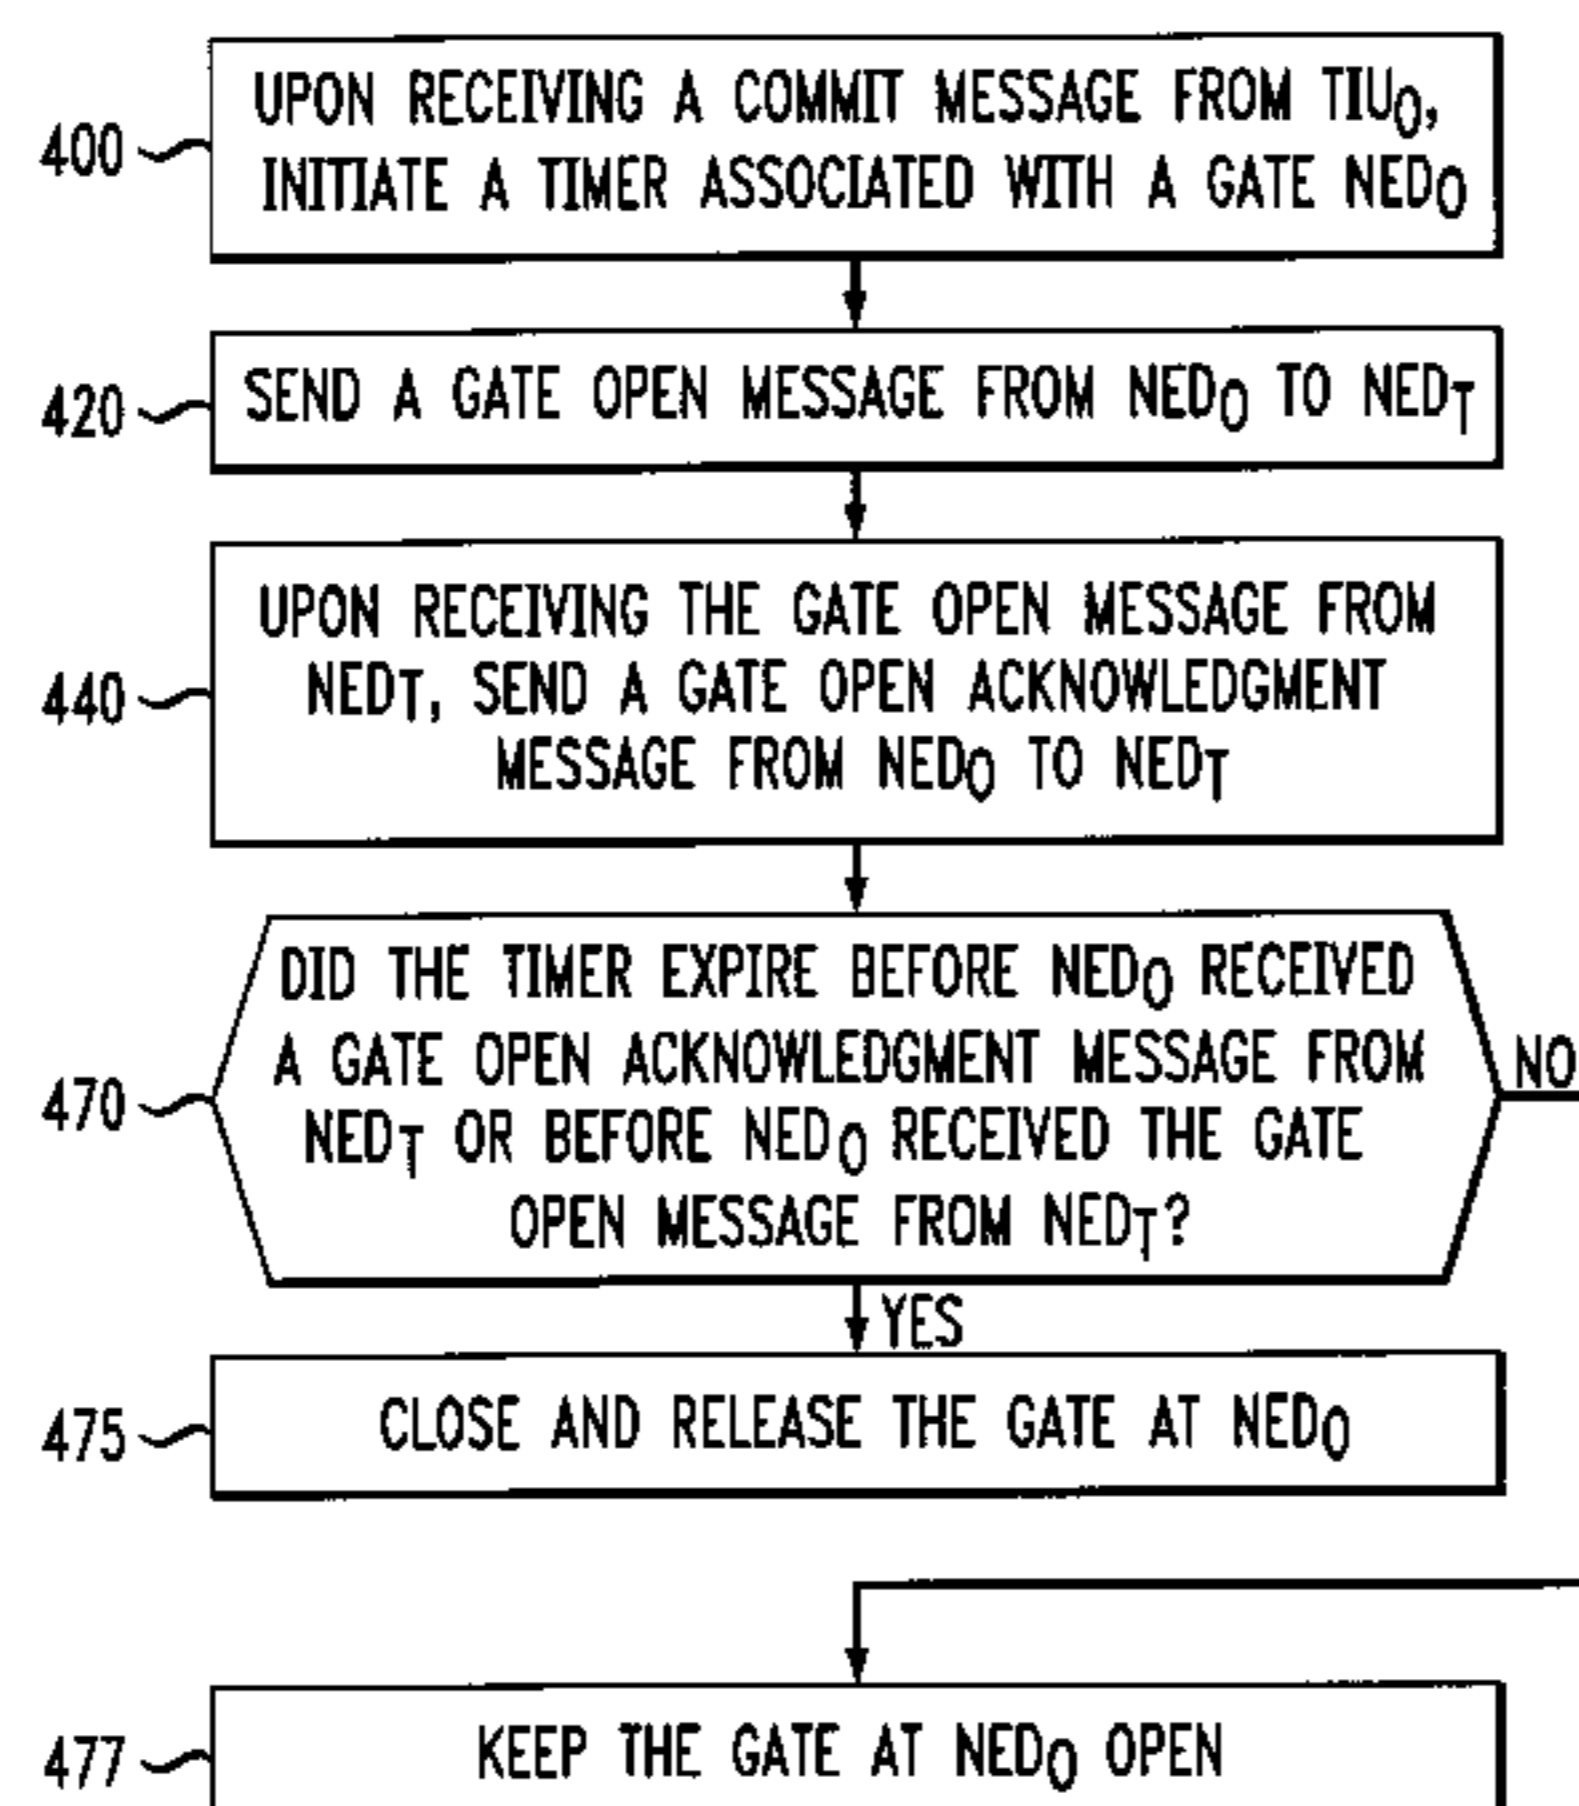 400
UPON RECEIVING A COMMIT MESSAGE FROM TIUO,
INITIATE A TIMER ASSOCIATED WITH A GATE NEDO
420
SEND A GATE OPEN MESSAGE FROM NEDO TO NEDT
440
UPON RECEIVING THE GATE OPEN MESSAGE FROM
NEDT, SEND A GATE OPEN ACKNOWLEDGMENT
MESSAGE FROM NEDO TO NEDT
470
DID THE TIMER EXPIRE BEFORE NEDO RECEIVED
A GATE OPEN ACKNOWLEDGMENT MESSAGE FROM
NEDT OR BEFORE NEDO RECEIVED THE GATE
OPEN MESSAGE FROM NEDT?
NO
YES
475
CLOSE AND RELEASE THE GATE AT NEDO
477
KEEP THE GATE AT NEDO OPEN